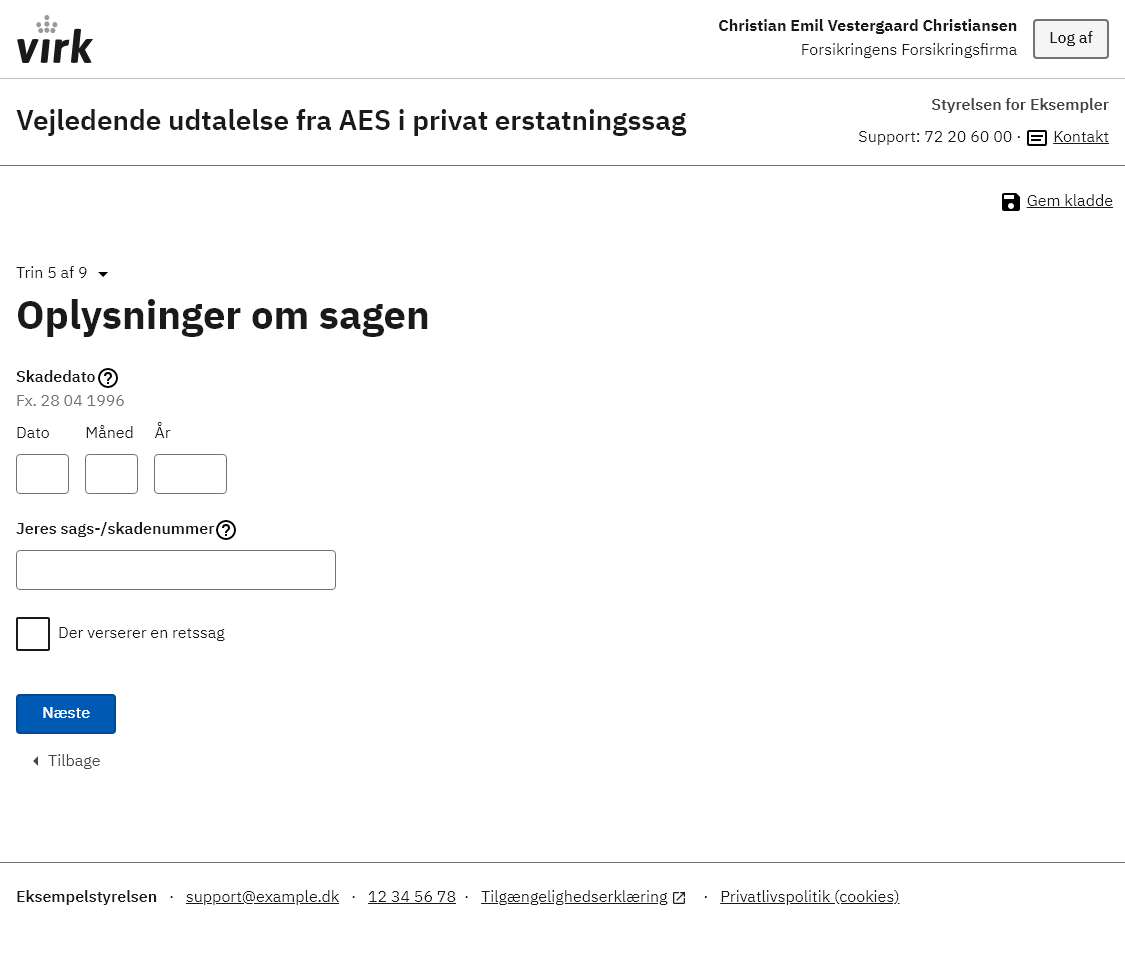 virk
Christian Emil Vestergaard Christiansen
Forsikringens Forsikringsfirma
Log af
Vejledende udtalelse fra AES i privat erstatningssag
Styrelsen for Eksempler
Support: 72 20 60 00 · Kontakt
Gem kladde
Trin 5 af 9
Oplysninger om sagen
Skadedato
Fx. 28 04 1996
Dato Måned År
Jeres sags-/skadenummer
Der verserer en retssag
Næste
Tilbage
Eksempelstyrelsen · support@example.dk · 12 34 56 78 · Tilgængelighedserklæring · Privatlivspolitik (cookies)